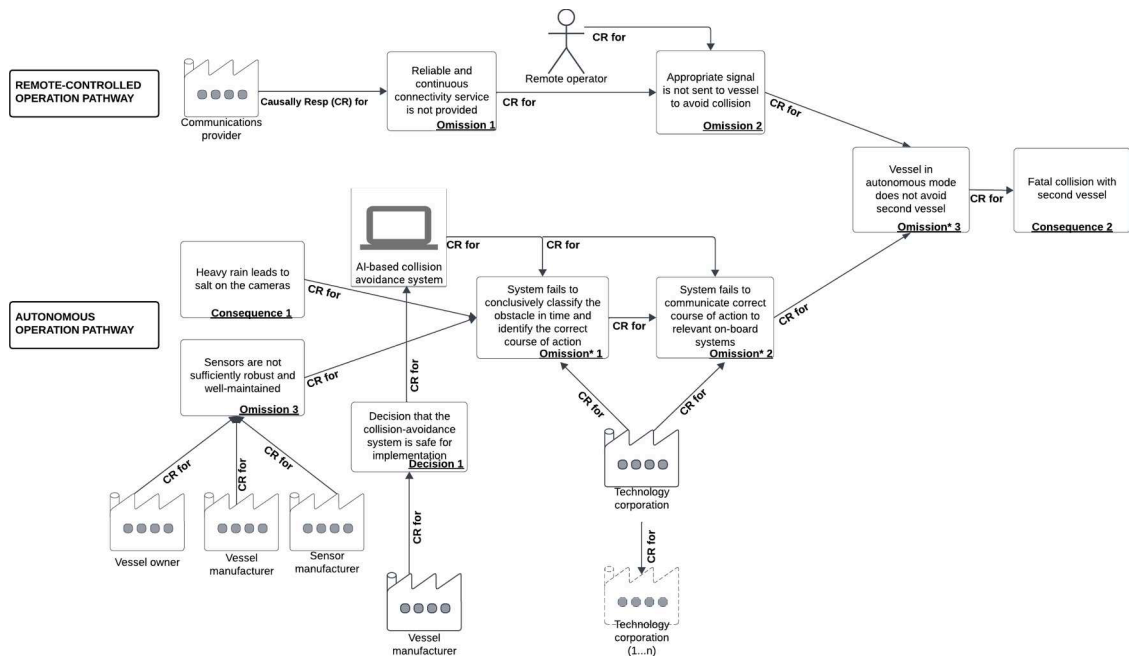 CR for
REMOTE-CONTROLLED
OPERATION PATHWAY
Communications
provider
Causally Resp (CR) for
Reliable and
continuous
connectivity service
is not provided
Omission 1
CR for
Remote operator
Appropriate signal
is not sent to vessel
to avoid collision
Omission 2
CR for
Vessel in
autonomous mode
does not avoid
second vessel
Omission* 3
CR for
Fatal collision with
second vessel
Consequence 2
AUTONOMOUS
OPERATION PATHWAY
Heavy rain leads to
salt on the cameras
Consequence 1
CR for
AI-based collision
avoidance system
CR for
CR for
System fails to
conclusively classify the
obstacle in time and
identify the correct
course of action
Omission* 1
CR for
System fails to
communicate correct
course of action to
relevant on-board
systems
Omission* 2
CR for
Sensors are not
sufficiently robust and
well-maintained
Omission 3
CR for
CR for
Decision that the
collision-avoidance
system is safe for
implementation
Decision 1
CR for
CR for
Technology
corporation
CR for
CR for
CR for
Vessel owner
Vessel
manufacturer
Sensor
manufacturer
CR for
Vessel
manufacturer
CR for
Technology
corporation
(1...n)